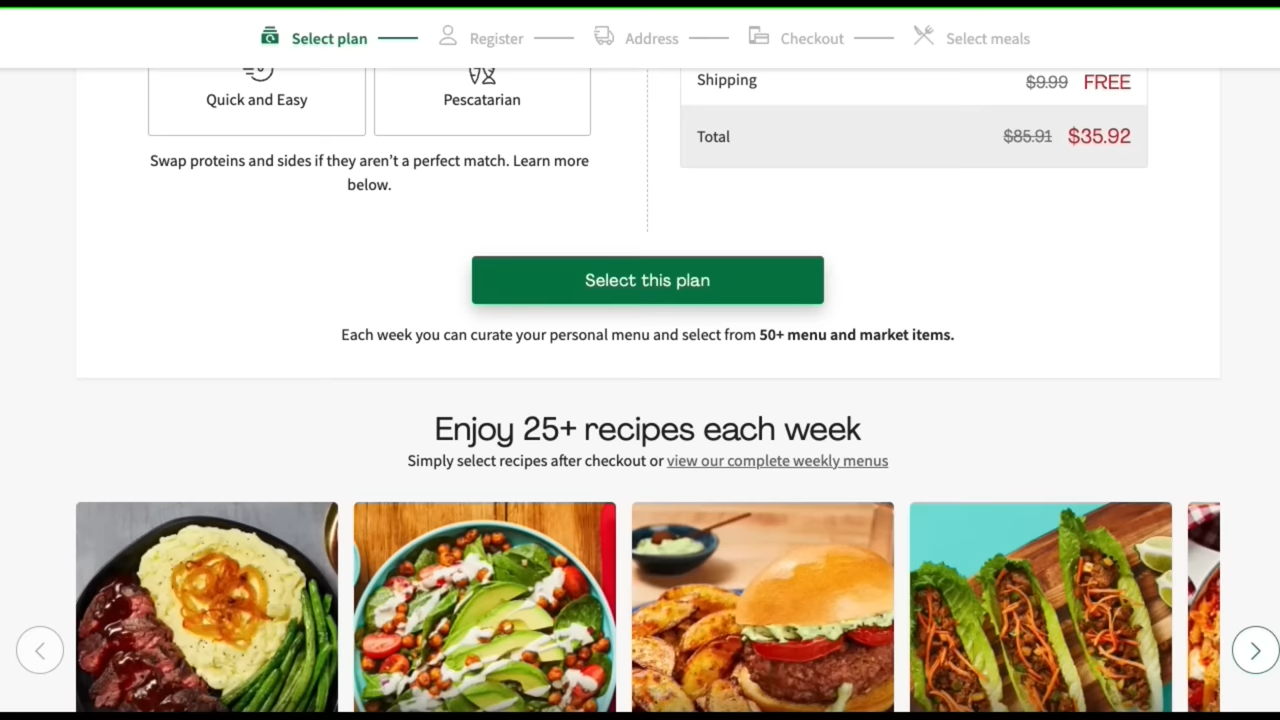 Select plan
Register
Address
Checkout
Select meals
Quick and Easy
Pescatarian
Swap proteins and sides if they aren’t a perfect match. Learn more
below.
Shipping
$9.99 FREE
Total
$85.91 $35.92
Select this plan
Each week you can curate your personal menu and select from 50+ menu and market items.
Enjoy 25+ recipes each week
Simply select recipes after checkout or view our complete weekly menus